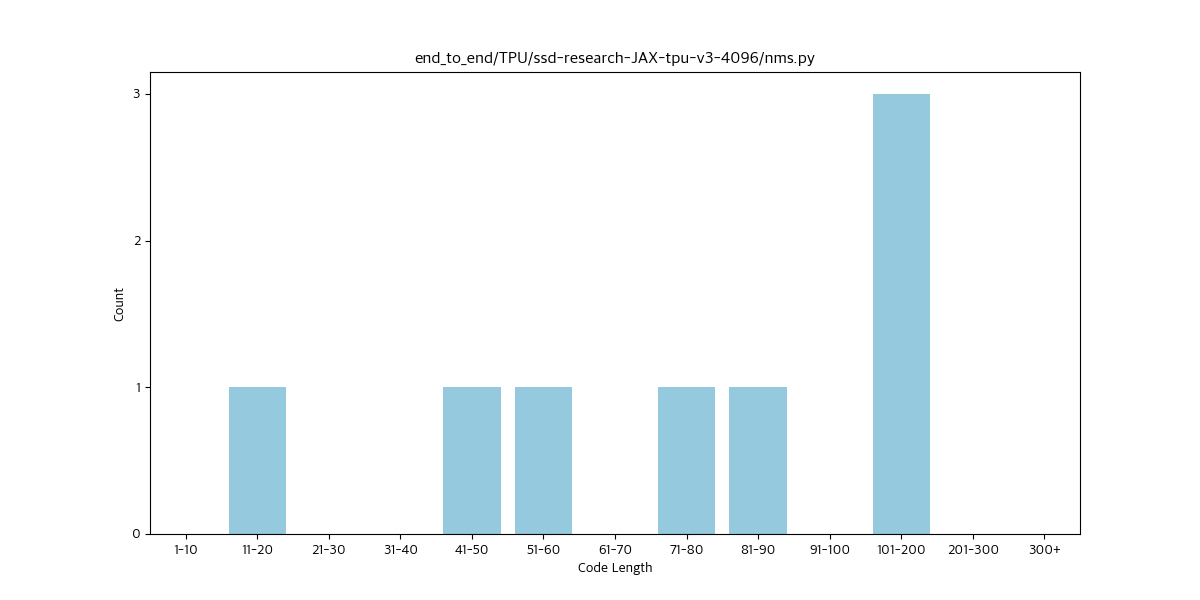 end_to_end/TPU/ssd-research-JAX-tpu-v3-4096/nms.py
3
2
1
0
Count
1-10 11-20 21-30 31-40 41-50 51-60 61-70 71-80 81-90 91-100 101-200 201-300 300+
Code Length